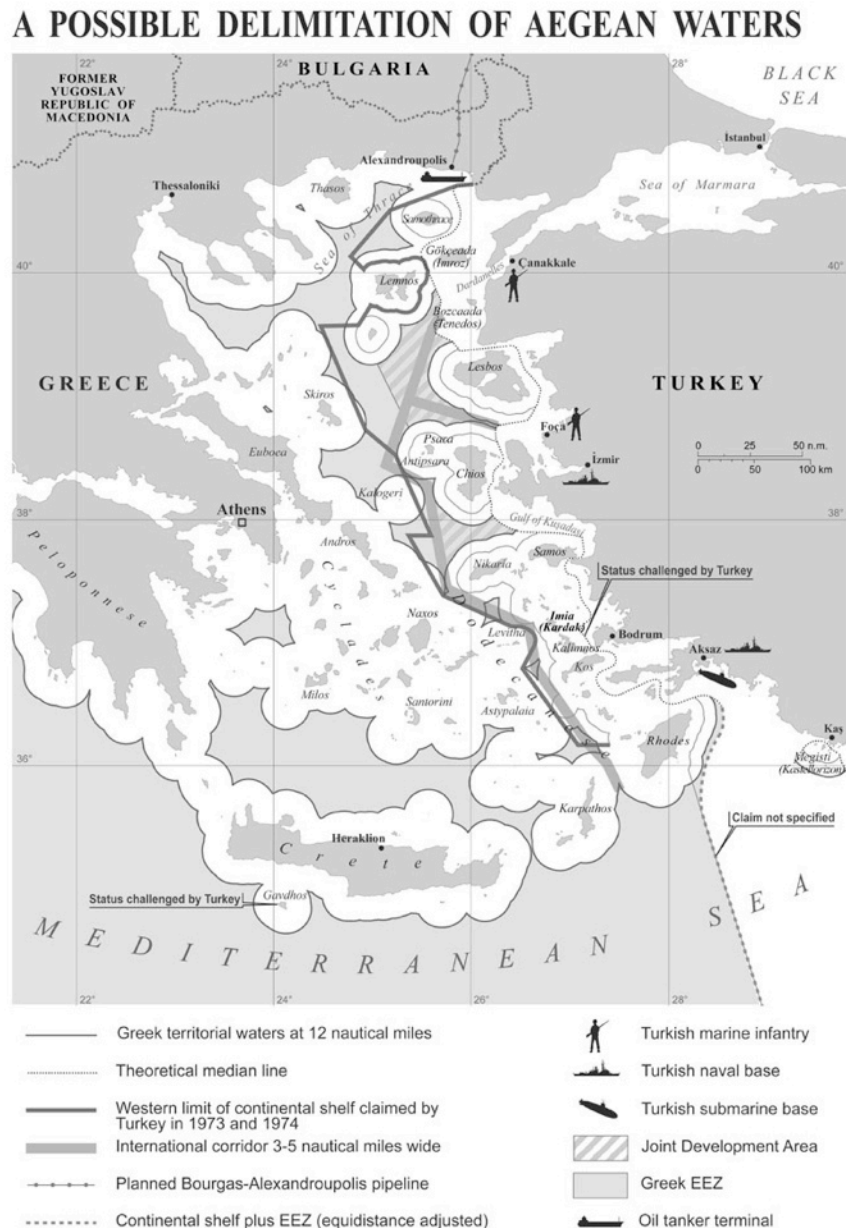 A POSSIBLE DELIMITATION OF AEGEAN WATERS
22°
24°
28°
FORMER
YUGOSLAV
REPUBLIC OF
MACEDONIA
BULGARIA
BLACK
SEA
İstanbul
Alexandroupolis
Thessaloniki
Thasos
Sea of Thrace
Samothrace
Sea of Marmara
Gökçeada
(Imroz)
Dardanelles
Çanakkale
40°
40°
Lemnos
Bozcaada
(Tenedos)
GREECE
Lesbos
TURKEY
Skiros
Foça
0 25 50 n.m.
0 50 100 km
Psara
Euboea
Antipsara
Chios
İzmir
Kalogeri
Athens
38°
38°
Gulf of Kuşadasi
Andros
Peloponnese
Cyclades
Nikaria
Samos
Status challenged by Turkey
Naxos
Dodecanese
Imia
(Kardak)
Levitha
Bodrum
Kalimnos
Aksaz
Kos
Milos
Santorini
Astypalaia
Rhodes
Kaş
36°
36°
Megisti
(Kastellorizon)
Karpathos
Claim not specified
Heraklion
Crete
Status challenged by Turkey
Gavdhos
MEDITERRANEAN SEA
22°
24°
26°
28°
Greek territorial waters at 12 nautical miles
Theoretical median line
Western limit of continental shelf claimed by
Turkey in 1973 and 1974
International corridor 3-5 nautical miles wide
Planned Bourgas-Alexandroupolis pipeline
Continental shelf plus EEZ (equidistance adjusted)
Turkish marine infantry
Turkish naval base
Turkish submarine base
Joint Development Area
Greek EEZ
Oil tanker terminal